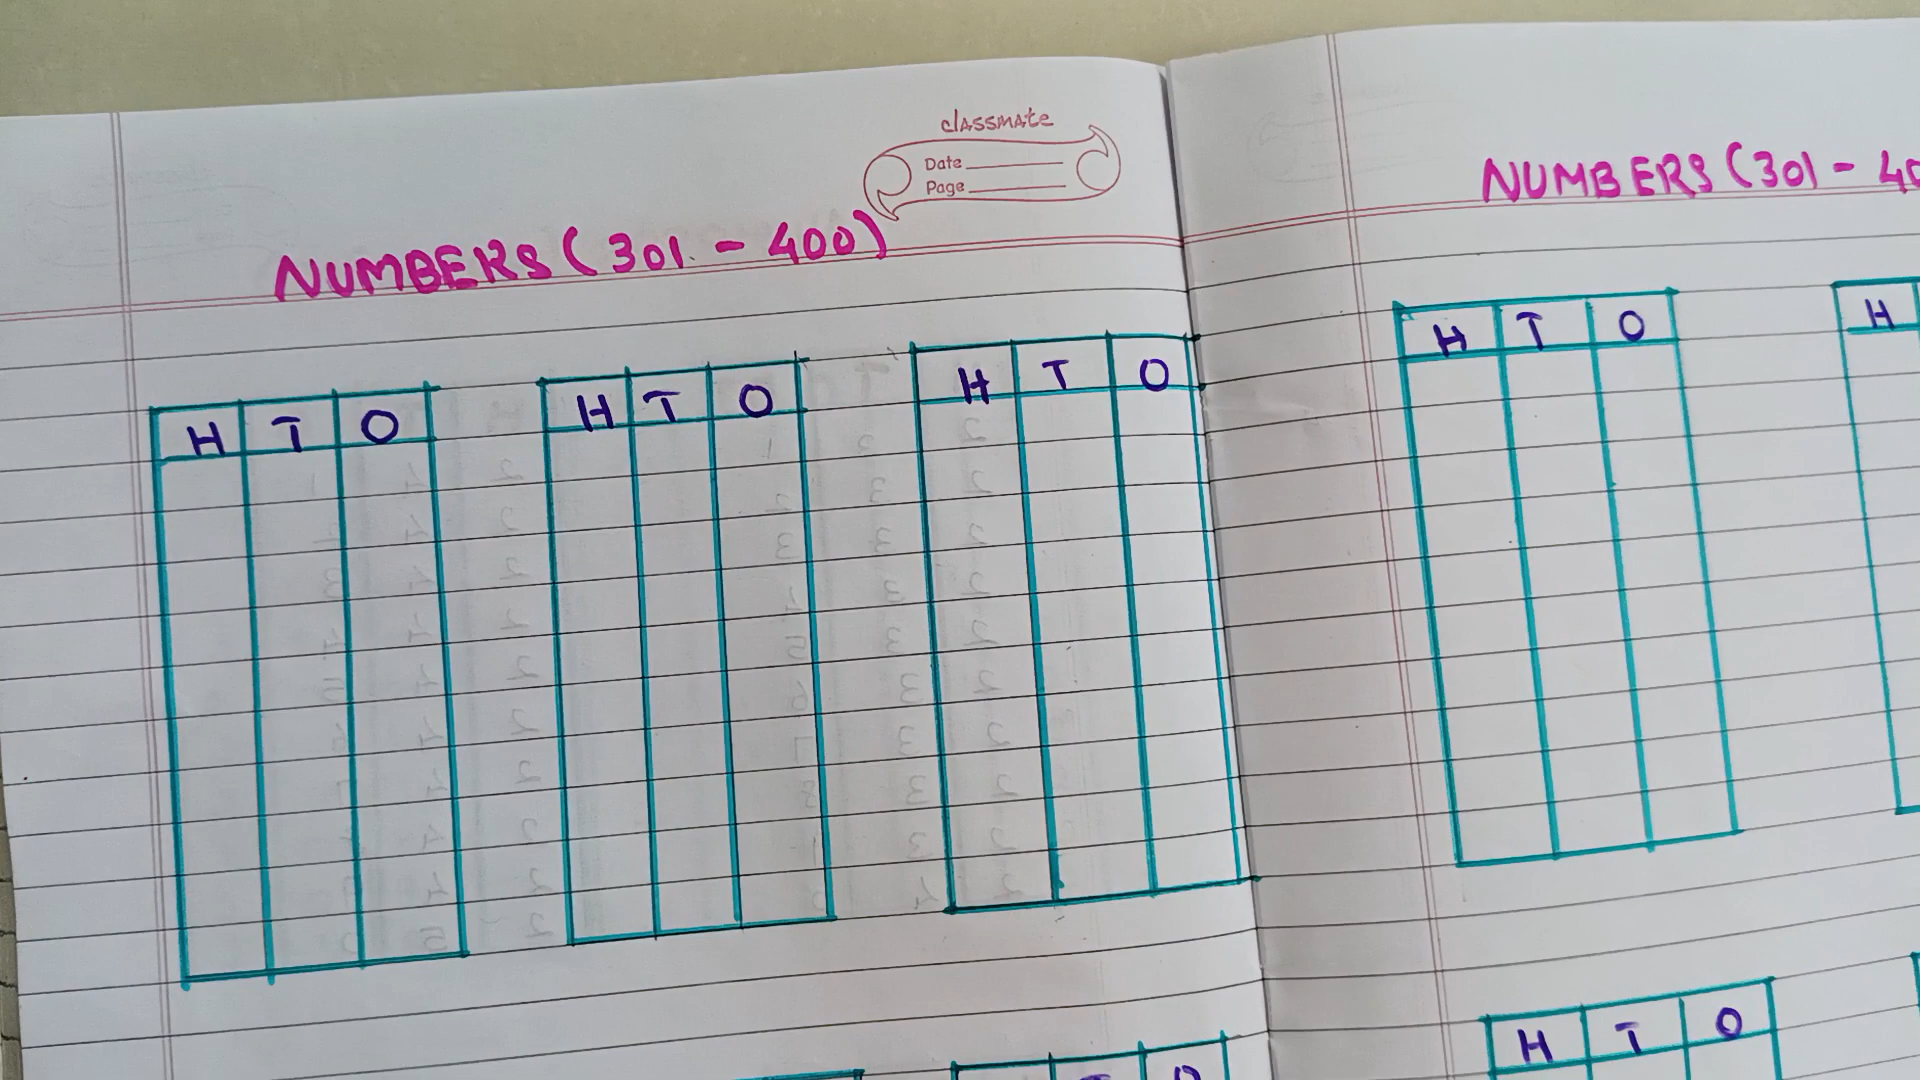 classmate
Date
Page
NUMBERS (301 - 400)
H T O
H T O
H T O
T O
NUMBERS (301 - 40
H T O
H
H T O